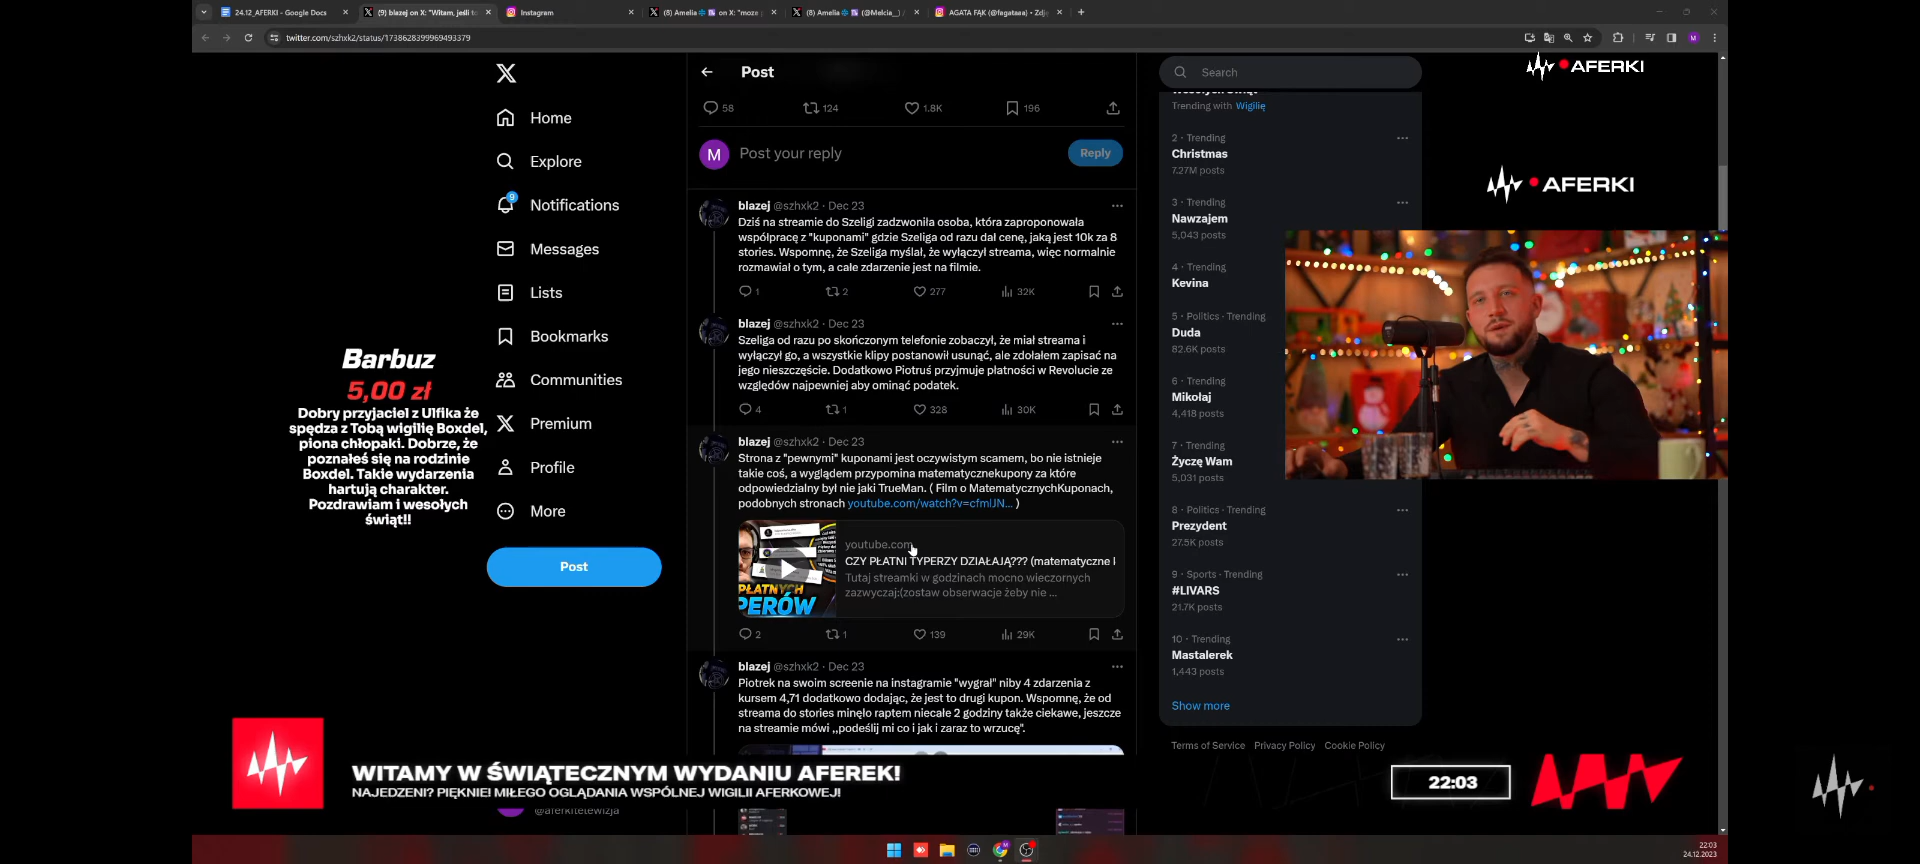 24.12_AFERKI - Google Docs
(9) blazej on X: "Witam, jeśli to
Instagram
(8) Amelia
on X: "moze
(8) Amelia
(@Melcia__) /
AGATA FĄK (@fagataaa) • Zdję
twitter.com/szhxk2/status/1738628399969493379
AFERKI
AFERKI
Home
Explore
9
Notifications
Messages
Lists
Bookmarks
Communities
Premium
Profile
More
Post
@aferkitelewizja
Barbuz
5,00 zł
Dobry przyjaciel z Ulfika że
spędza z Tobą wigilię Boxdel,
piona chłopaki. Dobrze, że
poznałeś się na rodzinie
Boxdel. Takie wydarzenia
hartują charakter.
Pozdrawiam i wesołych
świąt!!
Post
58
124
1.8K
196
M
Post your reply
Reply
blazej @szhxk2 · Dec 23
Dziś na streamie do Szeligi zadzwoniła osoba, która zaproponowała
współpracę z "kuponami" gdzie Szeliga od razu dał cenę, jaką jest 10k za 8
stories. Wspomnę, że Szeliga myślał, że wyłączył streama, więc normalnie
rozmawiał o tym, a całe zdarzenie jest na filmie.
1
2
277
32K
blazej @szhxk2 · Dec 23
Szeliga od razu po skończonym telefonie zobaczył, że miał streama i
wyłączył go, a wszystkie klipy postanowił usunąć, ale zdołałem zapisać na
jego nieszczęście. Dodatkowo Piotruś przyjmuje płatności w Revolucie ze
względów najpewniej aby ominąć podatek.
4
1
328
30K
blazej @szhxk2 · Dec 23
Strona z "pewnymi" kuponami jest oczywistym scamem, bo nie istnieje
takie coś, a wyglądem przypomina matematycznekupony za które
odpowiedzialny był nie jaki TrueMan. ( Film o MatematycznychKuponach,
podobnych stronach youtube.com/watch?v=cfmIJN... )
PŁATNYCH
PERÓW
youtube.com
CZY PŁATNI TYPERZY DZIAŁAJĄ??? (matematyczne k
Tutaj streamki w godzinach mocno wieczornych
zazwyczaj:(zostaw obserwacje żeby nie ...
2
1
139
29K
blazej @szhxk2 · Dec 23
Piotrek na swoim screenie na instagramie "wygrał" niby 4 zdarzenia z
kursem 4,71 dodatkowo dodając, że jest to drugi kupon. Wspomnę, że od
streama do stories minęło raptem niecałe 2 godziny także ciekawe, jeszcze
na streamie mówi ,,podeślij mi co i jak i zaraz to wrzucę".
Search
Trending with Wigilię
2 · Trending
Christmas
7.27M posts
3 · Trending
Nawzajem
5,043 posts
4 · Trending
Kevina
5 · Politics · Trending
Duda
82.6K posts
6 · Trending
Mikołaj
4,418 posts
7 · Trending
Życzę Wam
5,031 posts
8 · Politics · Trending
Prezydent
27.5K posts
9 · Sports · Trending
#LIVARS
21.7K posts
10 · Trending
Mastalerek
1,443 posts
Show more
Terms of Service Privacy Policy Cookie Policy
WITAMY W ŚWIĄTECZNYM WYDANIU AFEREK!
NAJEDZENI? PIĘKNIE! MIŁEGO OGLĄDANIA WSPÓLNEJ WIGILII AFERKOWEJ!
22:03
22:03
24.12.2023